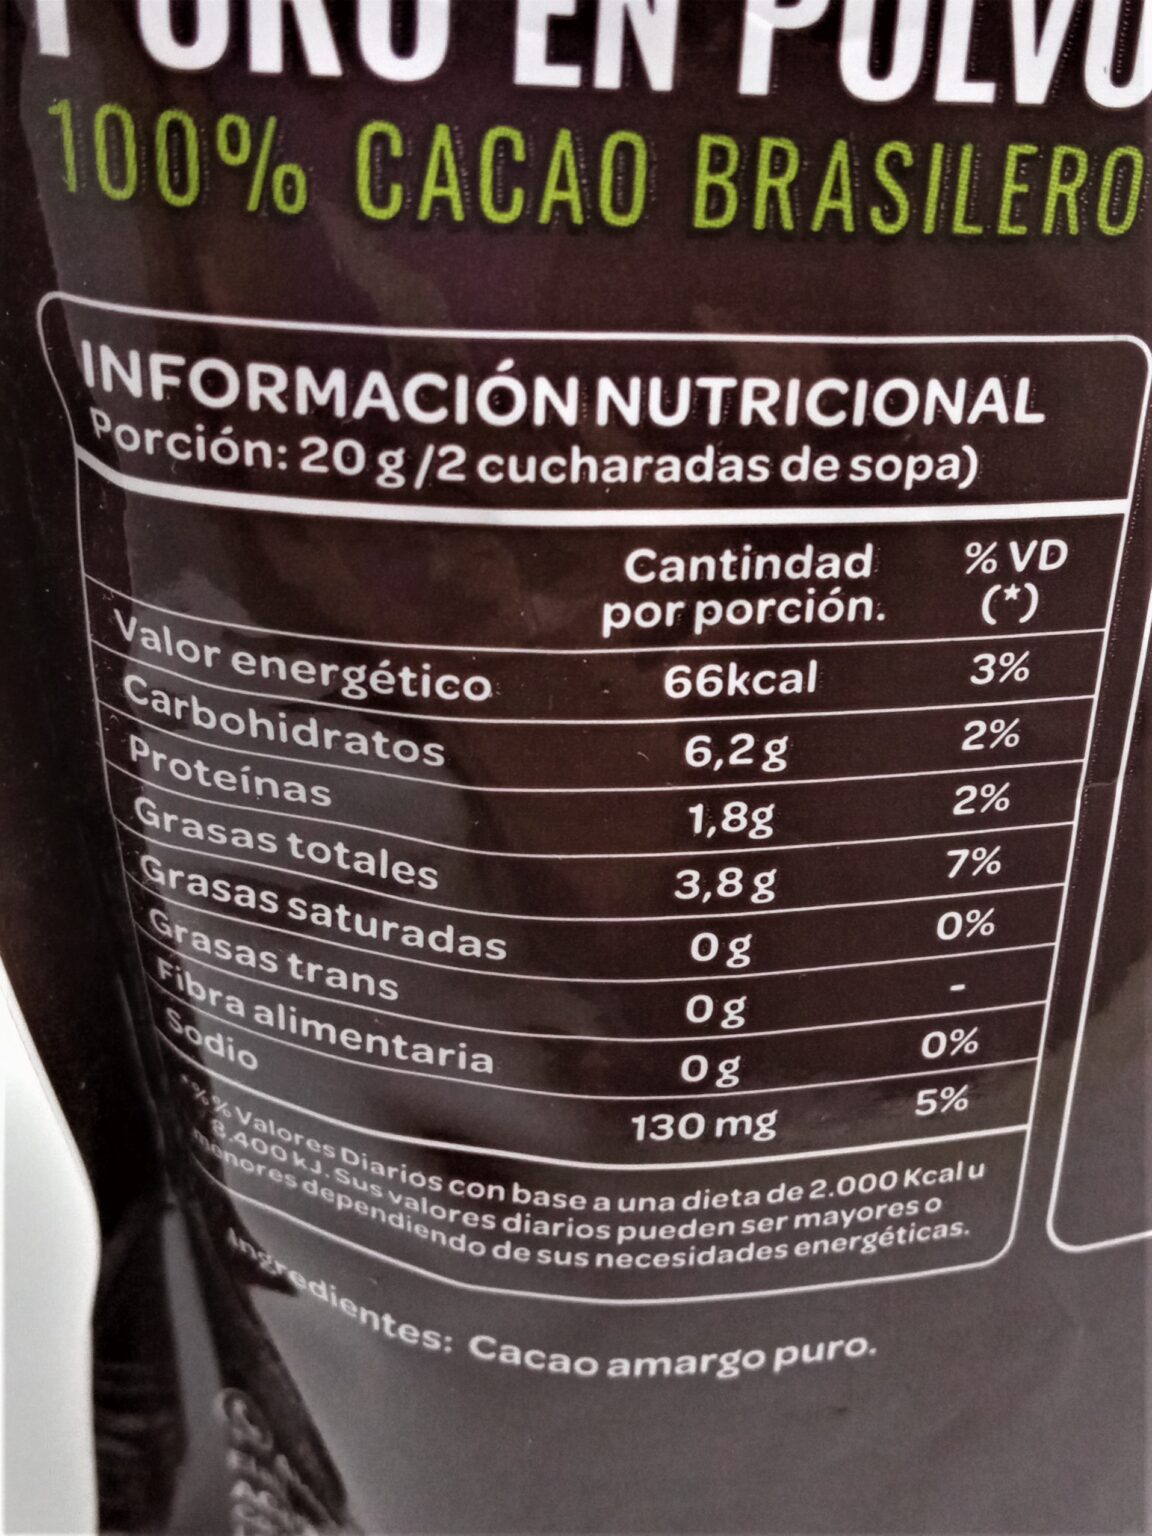 PURO EN POLVO
100% CACAO BRASILERO
INFORMACIÓN NUTRICIONAL
Porción: 20 g /2 cucharadas de sopa)
Cantindad por porción. % VD (*)
Valor energético 66kcal 3%
Carbohidratos 6,2g 2%
Proteínas 1,8g 2%
Grasas totales 3,8g 7%
Grasas saturadas 0g 0%
Grasas trans 0g -
Fibra alimentaria 0g 0%
Sodio 130 mg 5%
*%% Valores Diarios con base a una dieta de 2.000 Kcal u
8.400 kJ. Sus valores diarios pueden ser mayores o
menores dependiendo de sus necesidades energéticas.
Ingredientes: Cacao amargo puro.